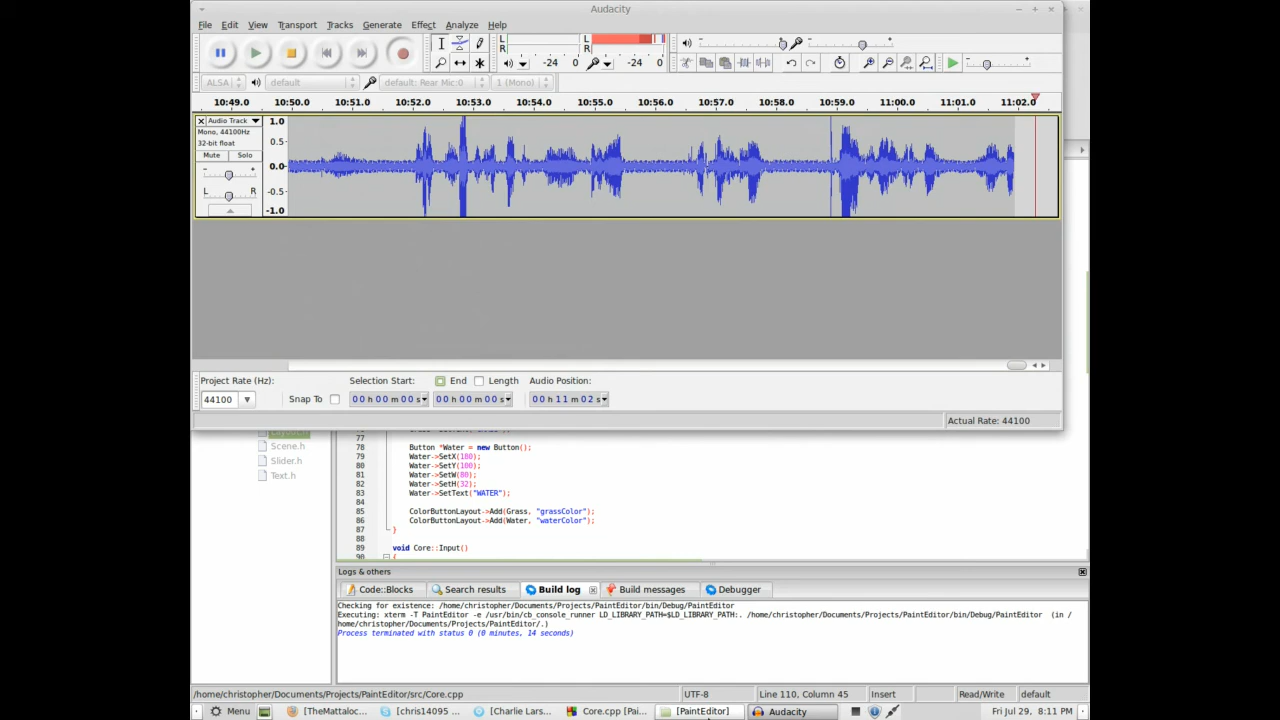 Audacity
File Edit View Transport Tracks Generate Effect Analyze Help
L
R
-24 0
L
R
-24 0
ALSA default default: Rear Mic:0 1 (Mono)
10:49.0 10:50.0 10:51.0 10:52.0 10:53.0 10:54.0 10:55.0 10:56.0 10:57.0 10:58.0 10:59.0 11:00.0 11:01.0 11:02.0
Audio Track
Mono, 44100Hz
32-bit float
Mute Solo
- +
L R
1.0
0.5
0.0
-0.5
-1.0
Project Rate (Hz): Selection Start: End Length Audio Position:
44100 Snap To 00 h 00 m 00 s 00 h 00 m 00 s 00 h 11 m 02 s
Actual Rate: 44100
Scene.h
Slider.h
Text.h
77
78 Button *Water = new Button();
79 Water->SetX(180);
80 Water->SetY(100);
81 Water->SetW(80);
82 Water->SetH(32);
83 Water->SetText("WATER");
84
85 ColorButtonLayout->Add(Grass, "grassColor");
86 ColorButtonLayout->Add(Water, "waterColor");
87 }
88
89 void Core::Input()
90 {
Logs & others
Code::Blocks Search results Build log Build messages Debugger
Checking for existence: /home/christopher/Documents/Projects/PaintEditor/bin/Debug/PaintEditor
Executing: xterm -T PaintEditor -e /usr/bin/cb_console_runner LD_LIBRARY_PATH=$LD_LIBRARY_PATH:. /home/christopher/Documents/Projects/PaintEditor/bin/Debug/PaintEditor (in /
home/christopher/Documents/Projects/PaintEditor/.)
Process terminated with status 0 (0 minutes, 14 seconds)
/home/christopher/Documents/Projects/PaintEditor/src/Core.cpp UTF-8 Line 110, Column 45 Insert Read/Write default
Menu [TheMattaloc... [chris14095 ... [Charlie Lars... Core.cpp [Pai... [PaintEditor] Audacity Fri Jul 29, 8:11 PM